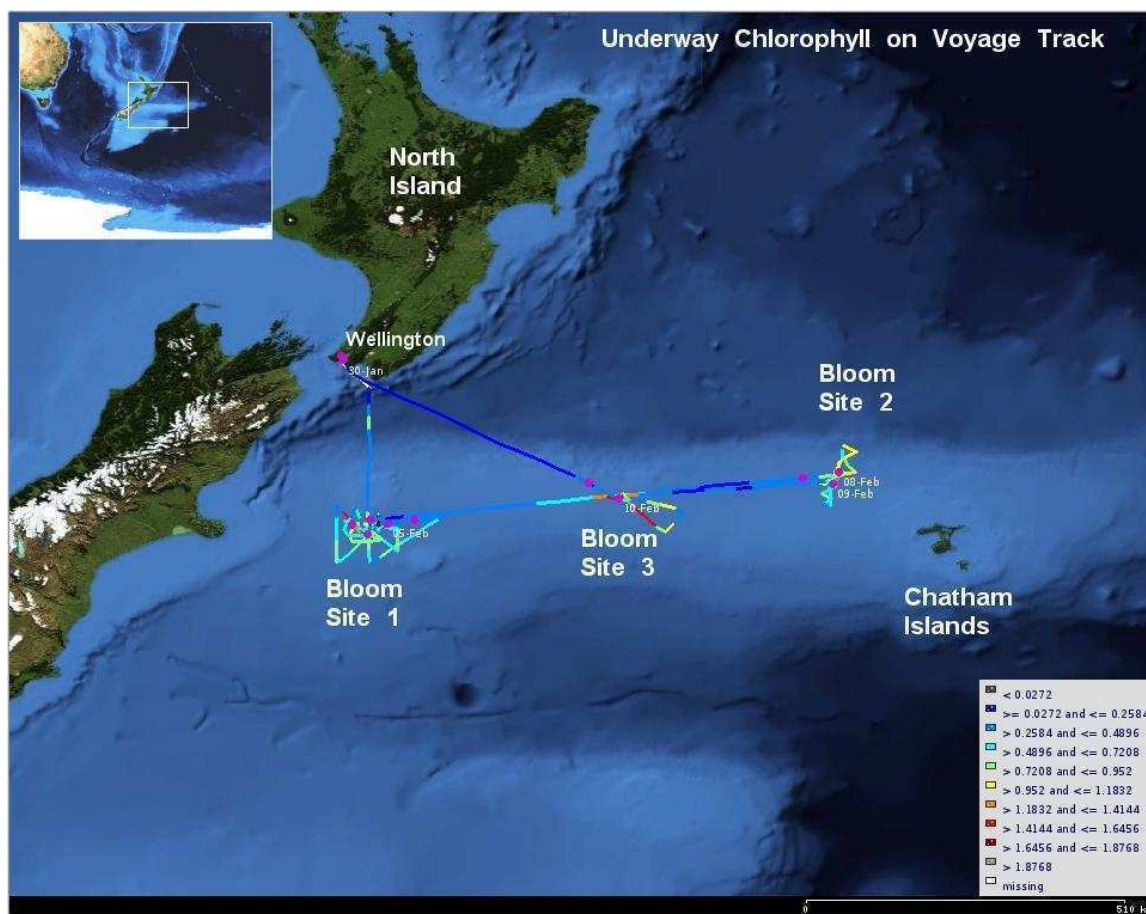 Underway Chlorophyll on Voyage Track
North
Island
Wellington
30-Jan
Bloom
Site 2
08-Feb
09-Feb
10-Feb
05-Feb
Bloom
Site 3
Bloom
Site 1
Chatham
Islands
< 0.0272
>= 0.0272 and <= 0.2584
> 0.2584 and <= 0.4896
> 0.4896 and <= 0.7208
> 0.7208 and <= 0.952
> 0.952 and <= 1.1832
> 1.1832 and <= 1.4144
> 1.4144 and <= 1.6456
> 1.6456 and <= 1.8768
> 1.8768
missing
0
510